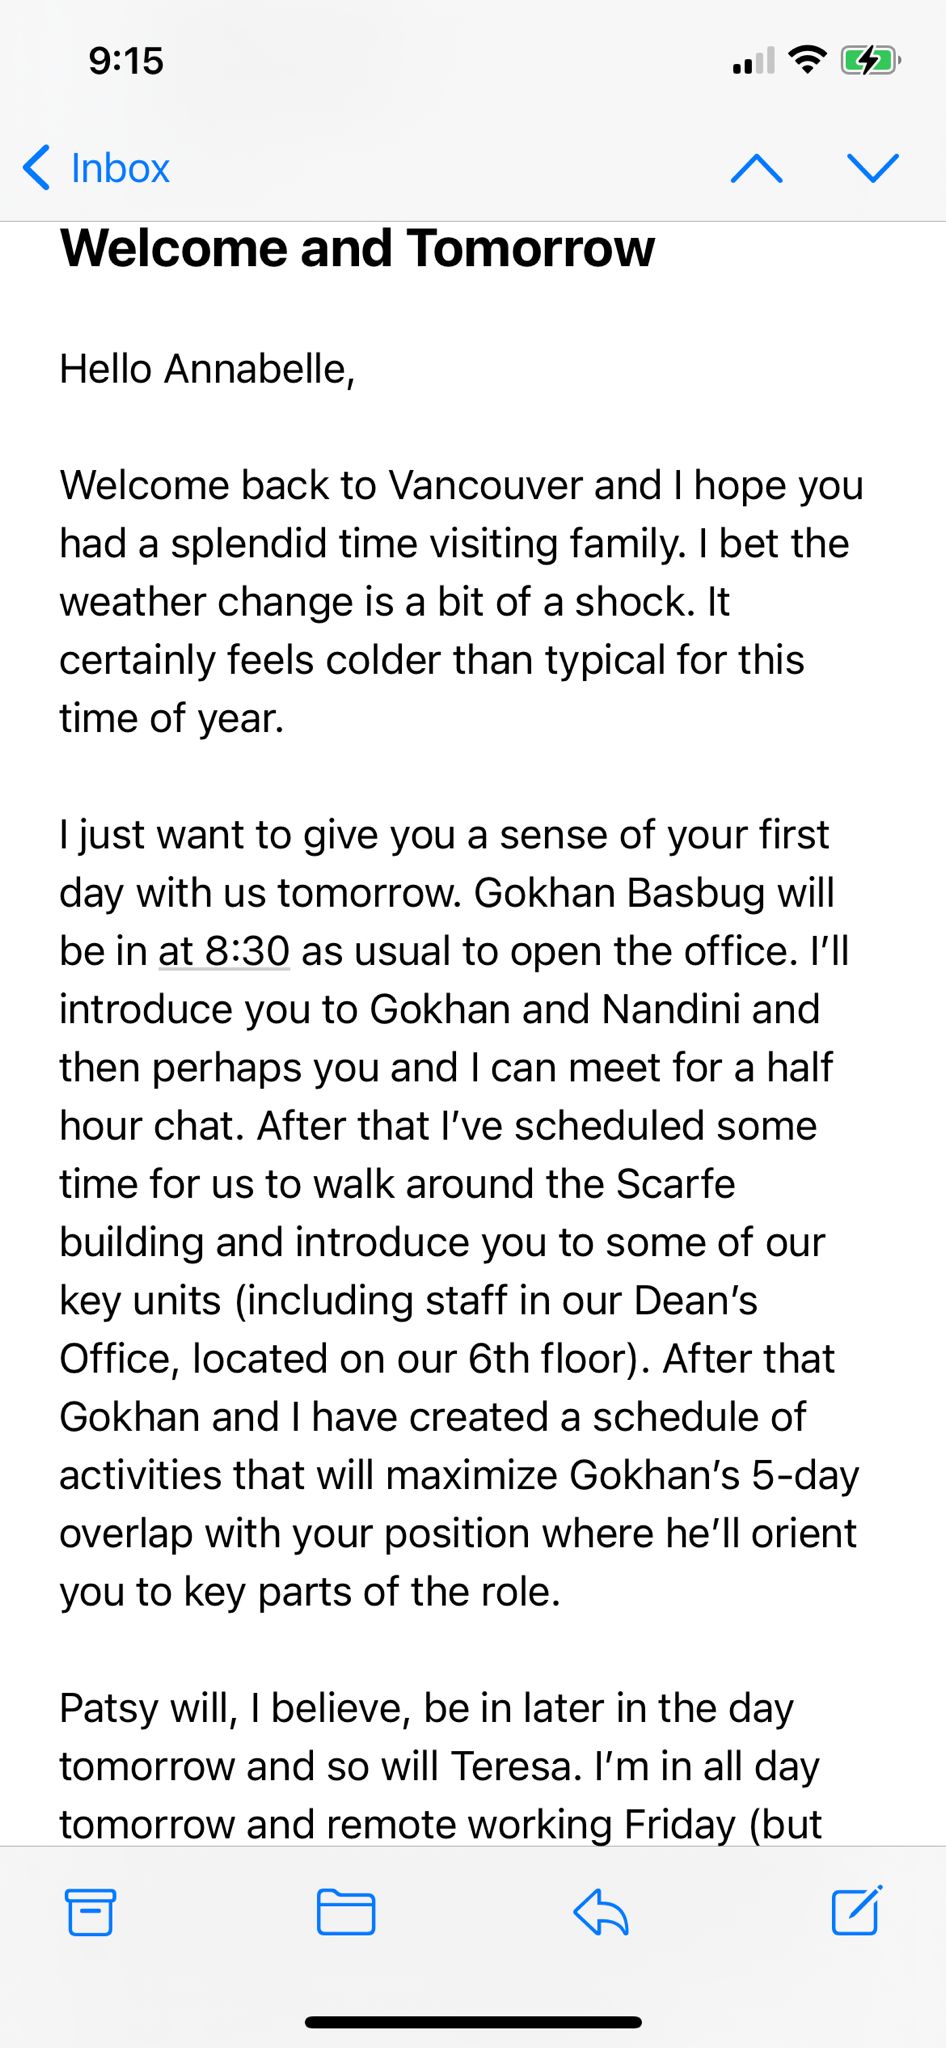 9:15
Inbox
Welcome and Tomorrow
Hello Annabelle,
Welcome back to Vancouver and I hope you
had a splendid time visiting family. I bet the
weather change is a bit of a shock. It
certainly feels colder than typical for this
time of year.
I just want to give you a sense of your first
day with us tomorrow. Gokhan Basbug will
be in at 8:30 as usual to open the office. I’ll
introduce you to Gokhan and Nandini and
then perhaps you and I can meet for a half
hour chat. After that I’ve scheduled some
time for us to walk around the Scarfe
building and introduce you to some of our
key units (including staff in our Dean’s
Office, located on our 6th floor). After that
Gokhan and I have created a schedule of
activities that will maximize Gokhan’s 5-day
overlap with your position where he’ll orient
you to key parts of the role.
Patsy will, I believe, be in later in the day
tomorrow and so will Teresa. I’m in all day
tomorrow and remote working Friday (but